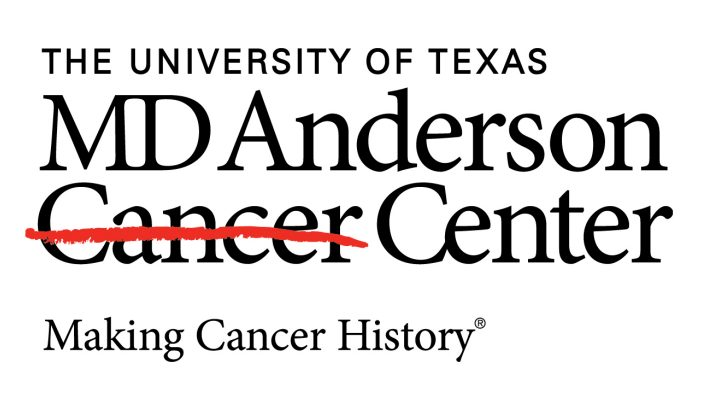 THE UNIVERSITY OF TEXAS
MD Anderson
Cancer Center
Making Cancer History®